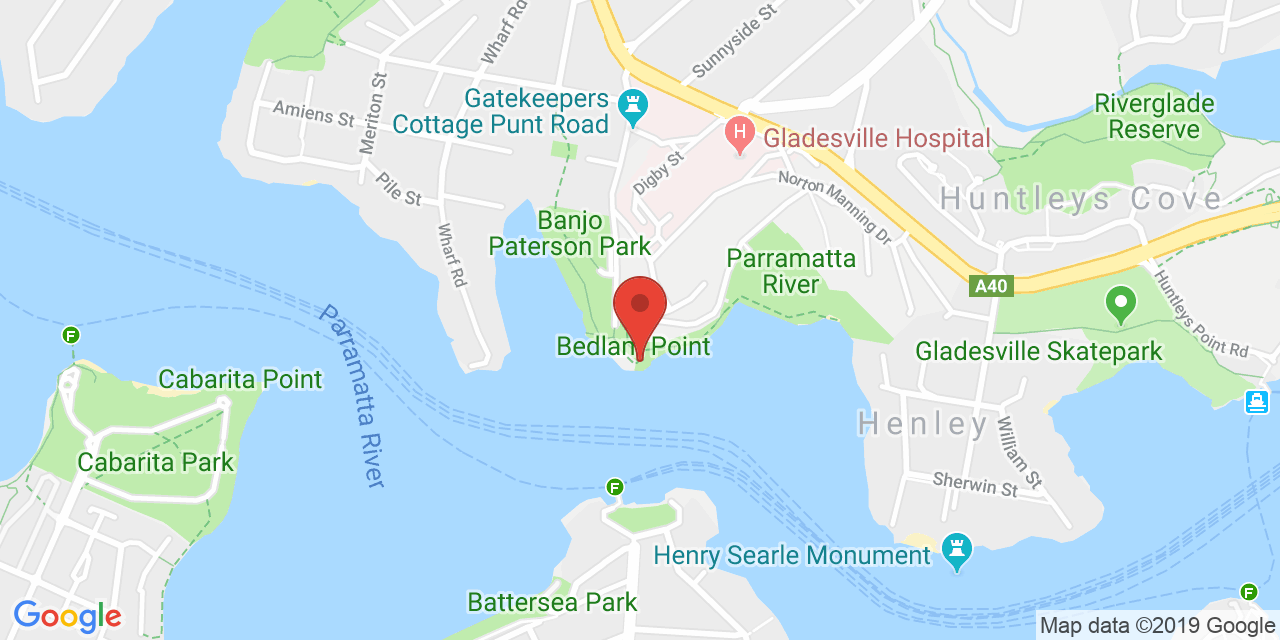 Wharf Rd
Sunnyside St
Meriton St
Amiens St
Gatekeepers
Cottage Punt Road
H
Gladesville Hospital
Riverglade
Reserve
Pile St
Digby St
Norton Manning Dr
Huntleys Cove
Banjo
Paterson Park
Wharf Rd
Parramatta
River
A40
Huntleys Point Rd
F
Parramatta River
Bedlam Point
Gladesville Skatepark
Cabarita Point
Henley
William St
Cabarita Park
F
Sherwin St
Henry Searle Monument
Battersea Park
F
Google
Map data ©2019 Google